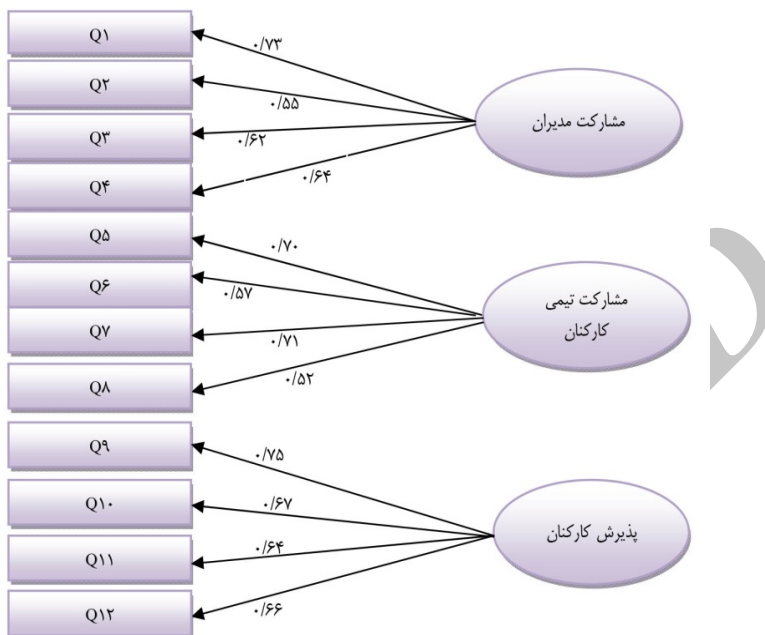 Q۱
۰/۷۳
Q۲
۰/۵۵
Q۳
۰/۶۲
Q۴
۰/۶۴
مشارکت مدیران
Q۵
۰/۷۰
Q۶
۰/۵۷
Q۷
۰/۷۱
Q۸
۰/۵۲
مشارکت تیمی
کارکنان
Q۹
۰/۷۵
Q۱۰
۰/۶۷
Q۱۱
۰/۶۴
Q۱۲
۰/۶۶
پذیرش کارکنان